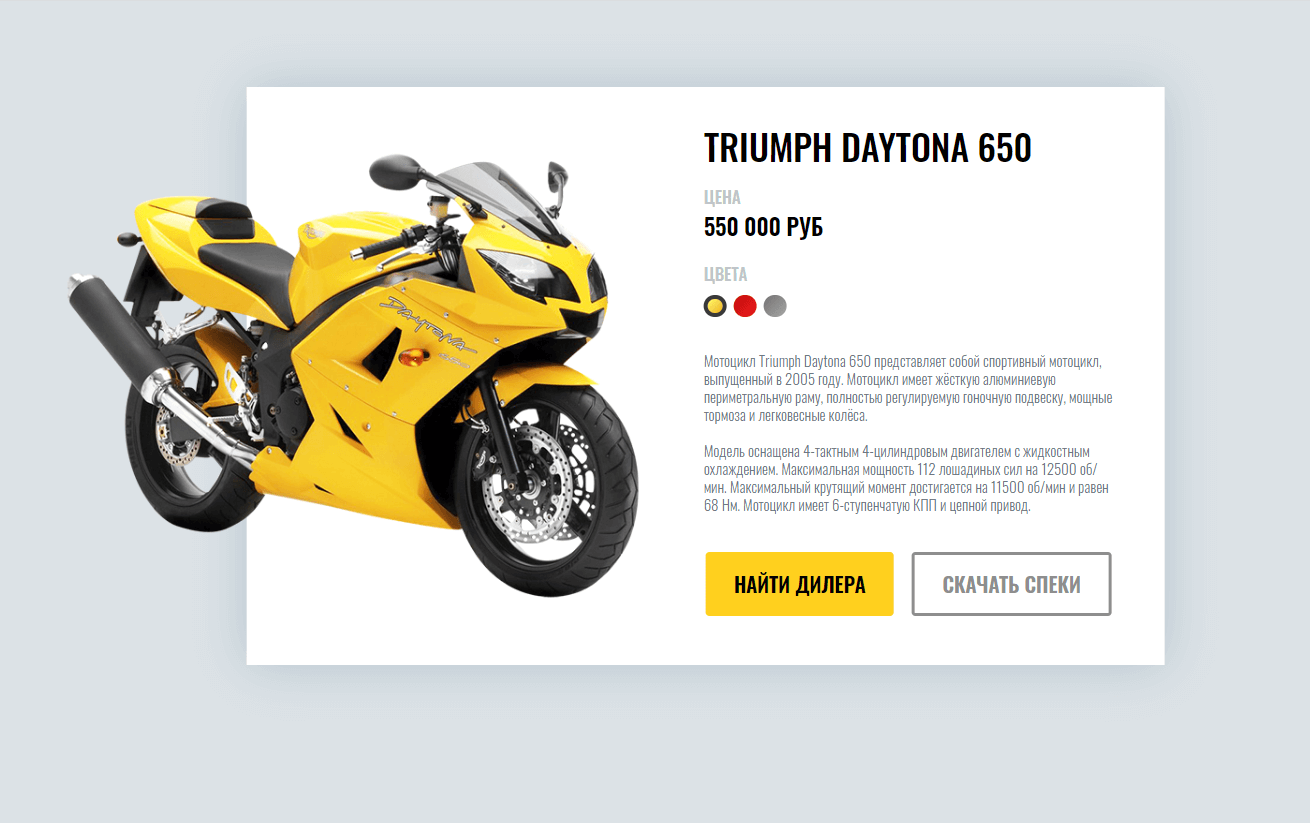 TRIUMPH DAYTONA 650
ЦЕНА
550 000 РУБ
ЦВЕТА
DAYTONA
Мотоцикл Triumph Daytona 650 представляет собой спортивный мотоцикл,
выпущенный в 2005 году. Мотоцикл имеет жёсткую алюминиевую
периметральную раму, полностью регулируемую гоночную подвеску, мощные
тормоза и легковесные колёса.
Модель оснащена 4-тактным 4-цилиндровым двигателем с жидкостным
охлаждением. Максимальная мощность 112 лошадиных сил на 12500 об/
мин. Максимальный крутящий момент достигается на 11500 об/мин и равен
68 Нм. Мотоцикл имеет 6-ступенчатую КПП и цепной привод.
НАЙТИ ДИЛЕРА
СКАЧАТЬ СПЕКИ